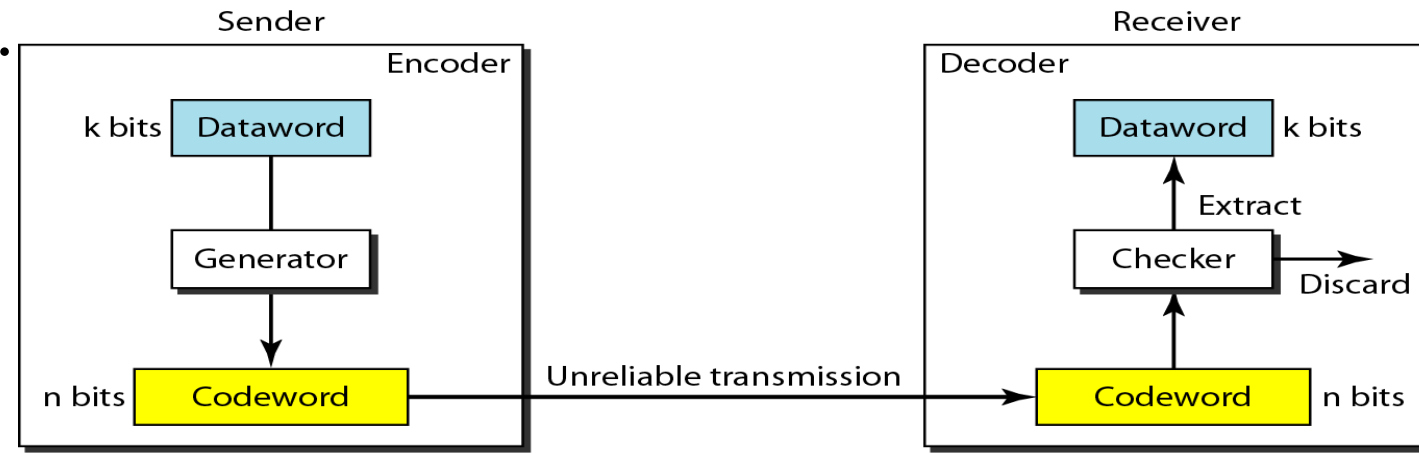 Sender
Receiver
•
Encoder
Decoder
k bits
Dataword
Dataword
k bits
Extract
Generator
Checker
Discard
Unreliable transmission
n bits
Codeword
Codeword
n bits